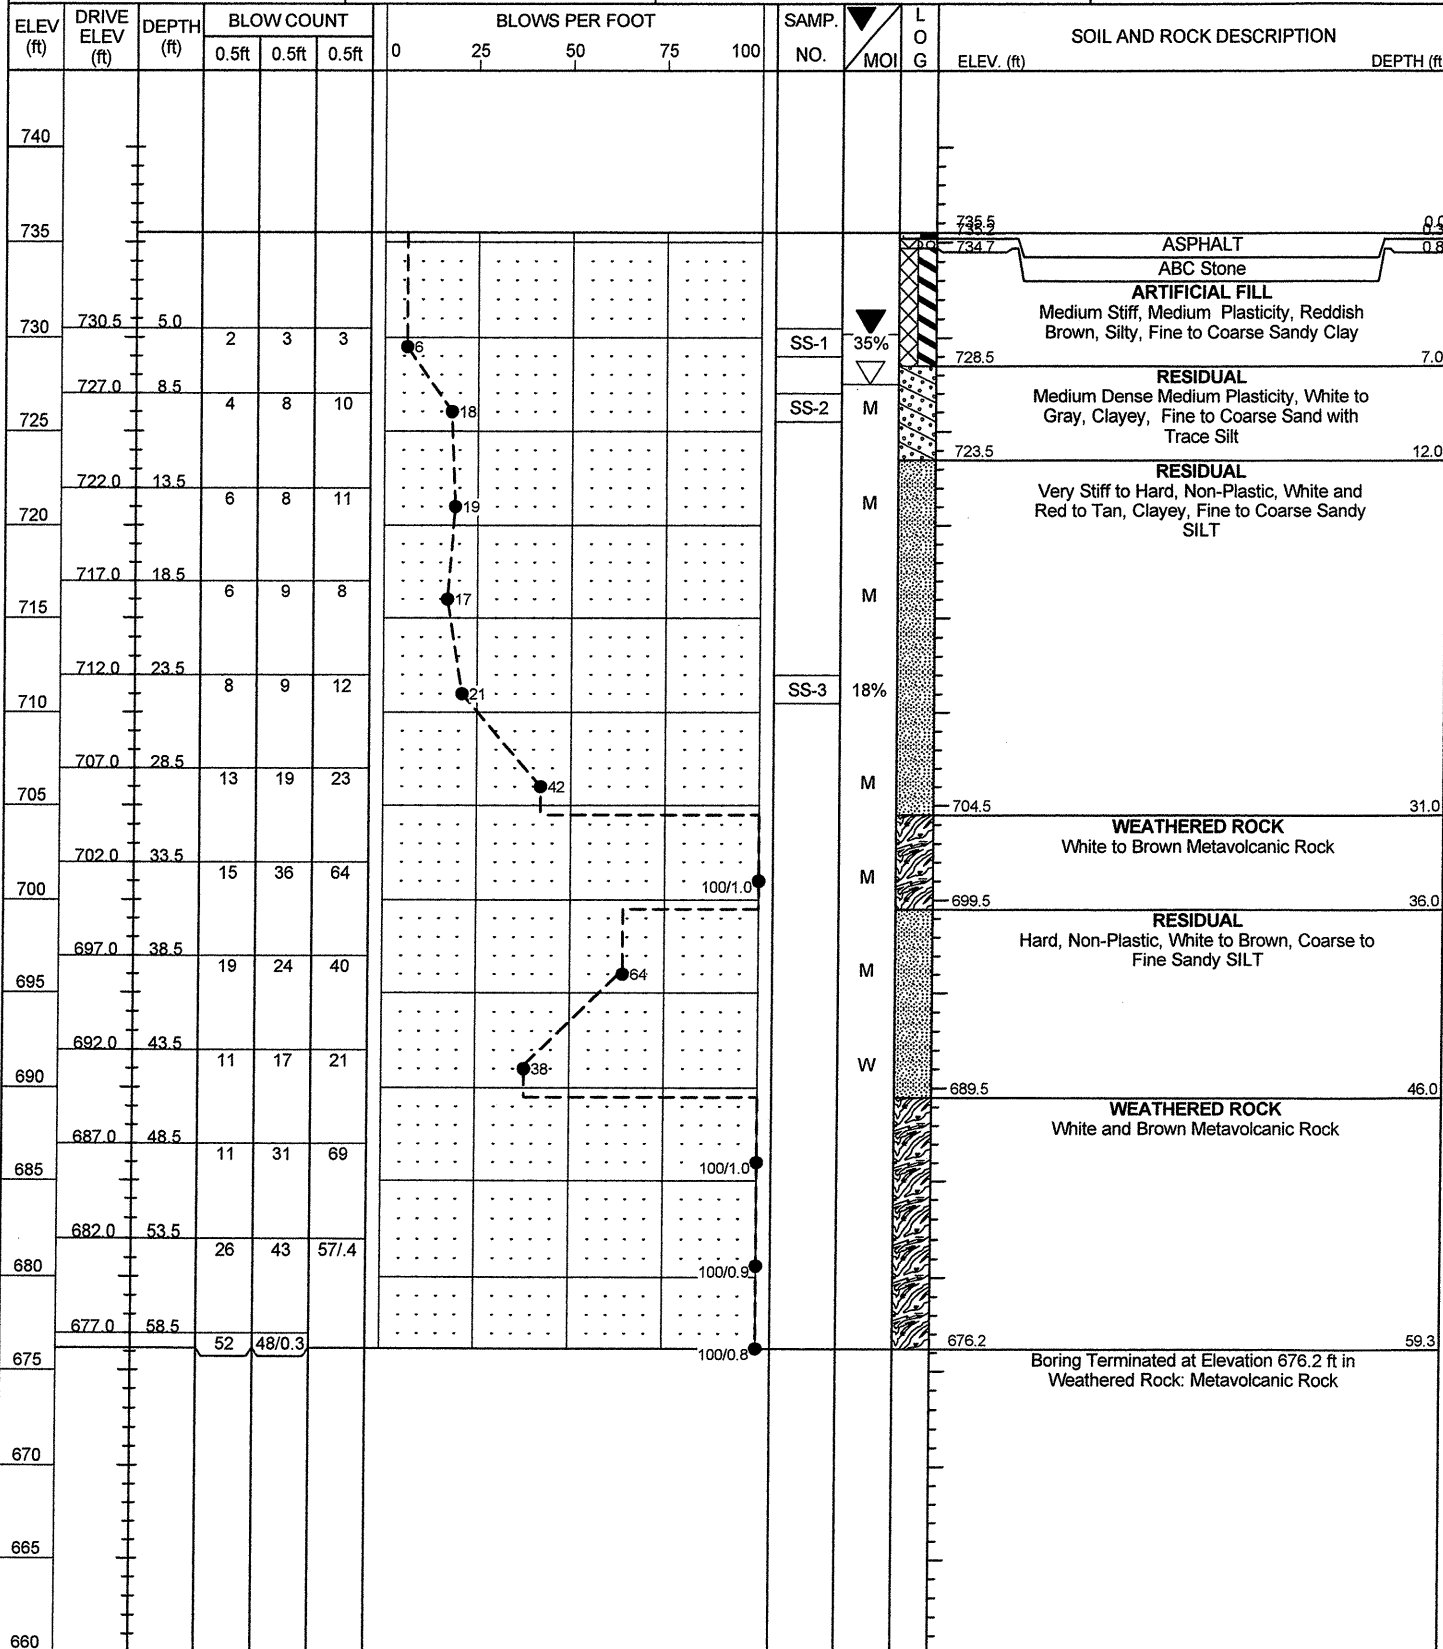 ELEV (ft) DRIVE ELEV (ft) DEPTH (ft) BLOW COUNT 0.5ft 0.5ft 0.5ft BLOWS PER FOOT 0 25 50 75 100 SAMP. NO. MOI LOG SOIL AND ROCK DESCRIPTION ELEV. (ft) DEPTH (ft
740
735.5 0.0
735 735.2 0.3
734.7 ASPHALT 0.8
ABC Stone
ARTIFICIAL FILL
Medium Stiff, Medium Plasticity, Reddish
Brown, Silty, Fine to Coarse Sandy Clay
730 730.5 5.0 2 3 3 6 SS-1 35%
728.5 7.0
RESIDUAL
Medium Dense Medium Plasticity, White to
Gray, Clayey, Fine to Coarse Sand with
Trace Silt
727.0 8.5 4 8 10 18 SS-2 M
725
723.5 12.0
RESIDUAL
Very Stiff to Hard, Non-Plastic, White and
Red to Tan, Clayey, Fine to Coarse Sandy
SILT
722.0 13.5 6 8 11 19 M
720
717.0 18.5 6 9 8 17 M
715
712.0 23.5 8 9 12 21 SS-3 18%
710
707.0 28.5 13 19 23 42 M
705
704.5 31.0
WEATHERED ROCK
White to Brown Metavolcanic Rock
702.0 33.5 15 36 64 100/1.0 M
700
699.5 36.0
RESIDUAL
Hard, Non-Plastic, White to Brown, Coarse to
Fine Sandy SILT
697.0 38.5 19 24 40 64 M
695
692.0 43.5 11 17 21 38 W
690
689.5 46.0
WEATHERED ROCK
White and Brown Metavolcanic Rock
687.0 48.5 11 31 69 100/1.0
685
682.0 53.5 26 43 57/.4 100/0.9
680
677.0 58.5 52 48/0.3 100/0.8
676.2 59.3
675
Boring Terminated at Elevation 676.2 ft in
Weathered Rock: Metavolcanic Rock
670
665
660